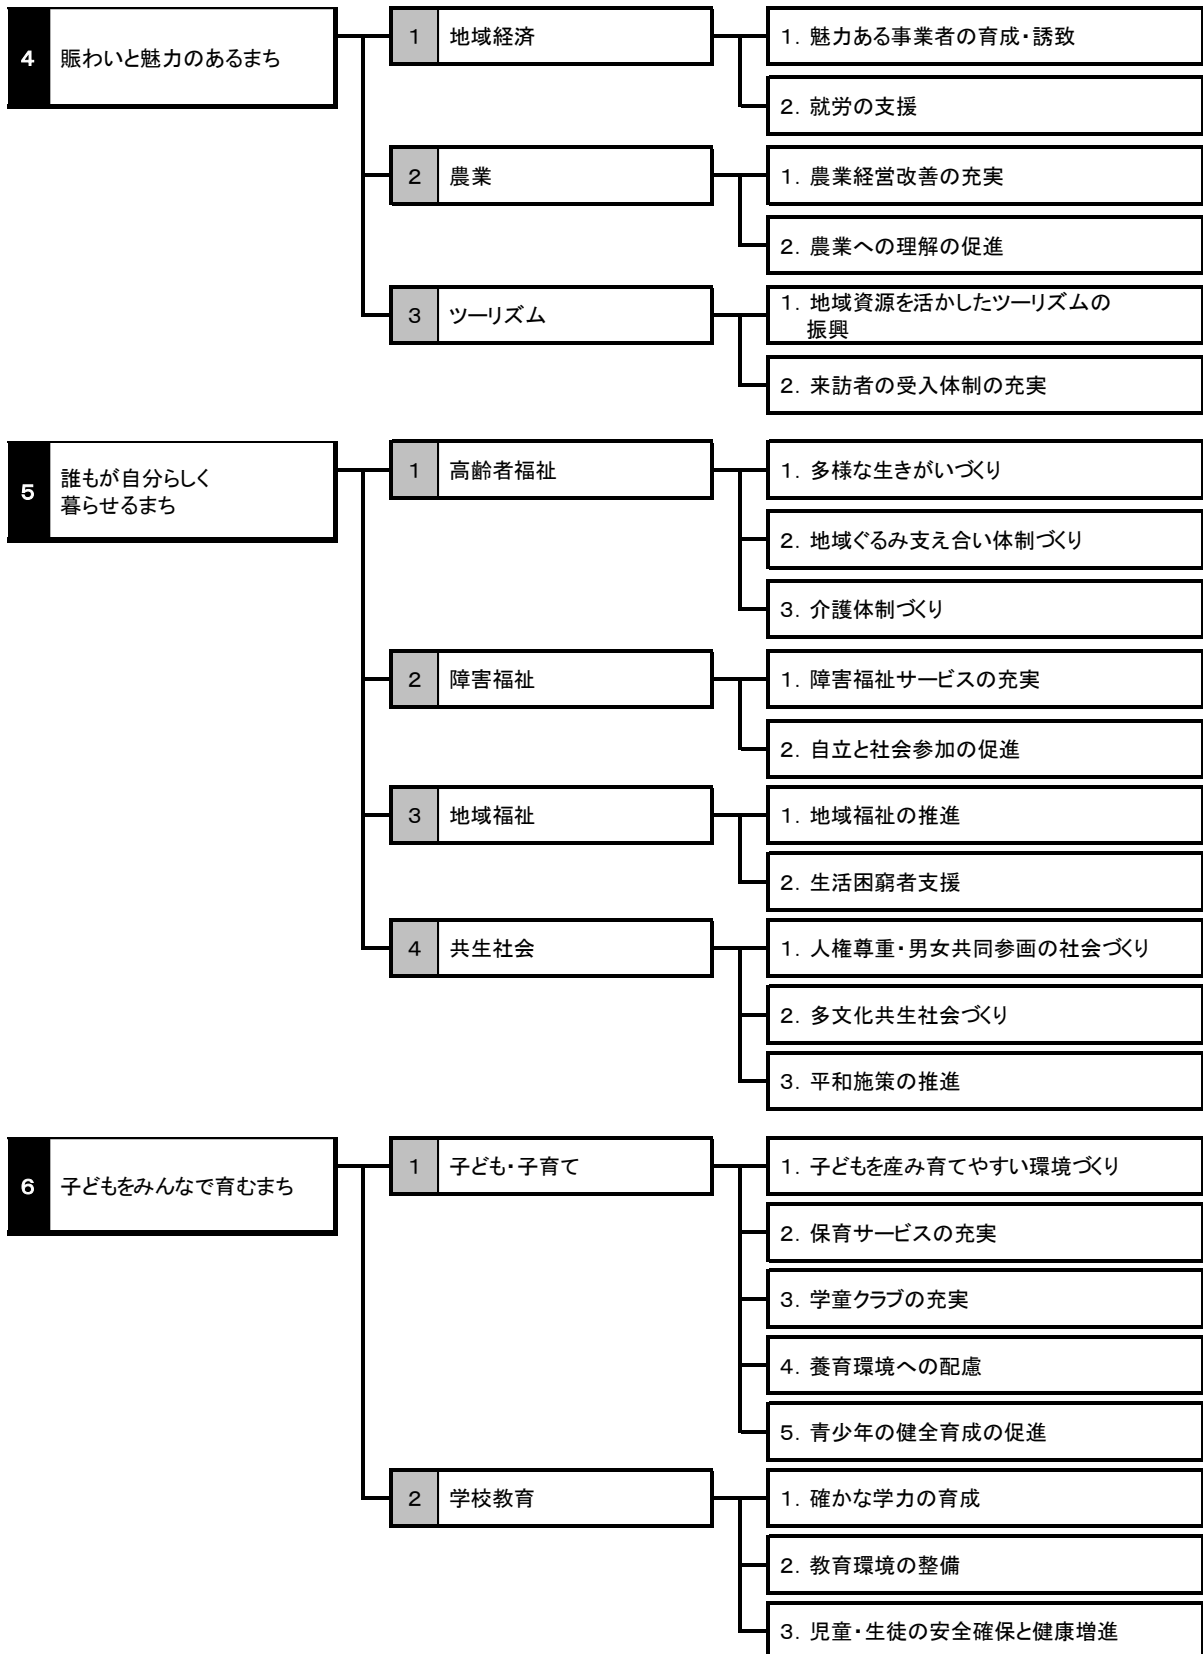 4 賑わいと魅力のあるまち
1 地域経済
1. 魅力ある事業者の育成・誘致
2. 就労の支援
2 農業
1. 農業経営改善の充実
2. 農業への理解の促進
3 ツーリズム
1. 地域資源を活かしたツーリズムの
振興
2. 来訪者の受入体制の充実
5 誰もが自分らしく
暮らせるまち
1 高齢者福祉
1. 多様な生きがいづくり
2. 地域ぐるみ支え合い体制づくり
3. 介護体制づくり
2 障害福祉
1. 障害福祉サービスの充実
2. 自立と社会参加の促進
3 地域福祉
1. 地域福祉の推進
2. 生活困窮者支援
4 共生社会
1. 人権尊重・男女共同参画の社会づくり
2. 多文化共生社会づくり
3. 平和施策の推進
6 子どもをみんなで育むまち
1 子ども・子育て
1. 子どもを産み育てやすい環境づくり
2. 保育サービスの充実
3. 学童クラブの充実
4. 養育環境への配慮
5. 青少年の健全育成の促進
2 学校教育
1. 確かな学力の育成
2. 教育環境の整備
3. 児童・生徒の安全確保と健康増進